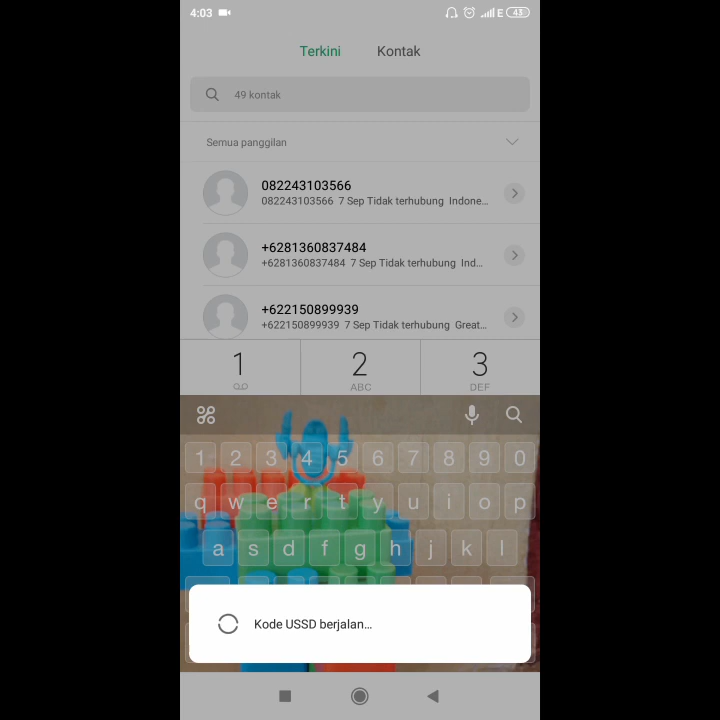 4:03
E 43
Terkini Kontak
49 kontak
Semua panggilan
082243103566
082243103566 7 Sep Tidak terhubung Indone...
+6281360837484
+6281360837484 7 Sep Tidak terhubung Ind...
+622150899939
+622150899939 7 Sep Tidak terhubung Great...
1 2 3
ABC DEF
1 2 3 4 5 6 7 8 9 0
q w e r t y u i o p
a s d f g h j k l
Kode USSD berjalan...